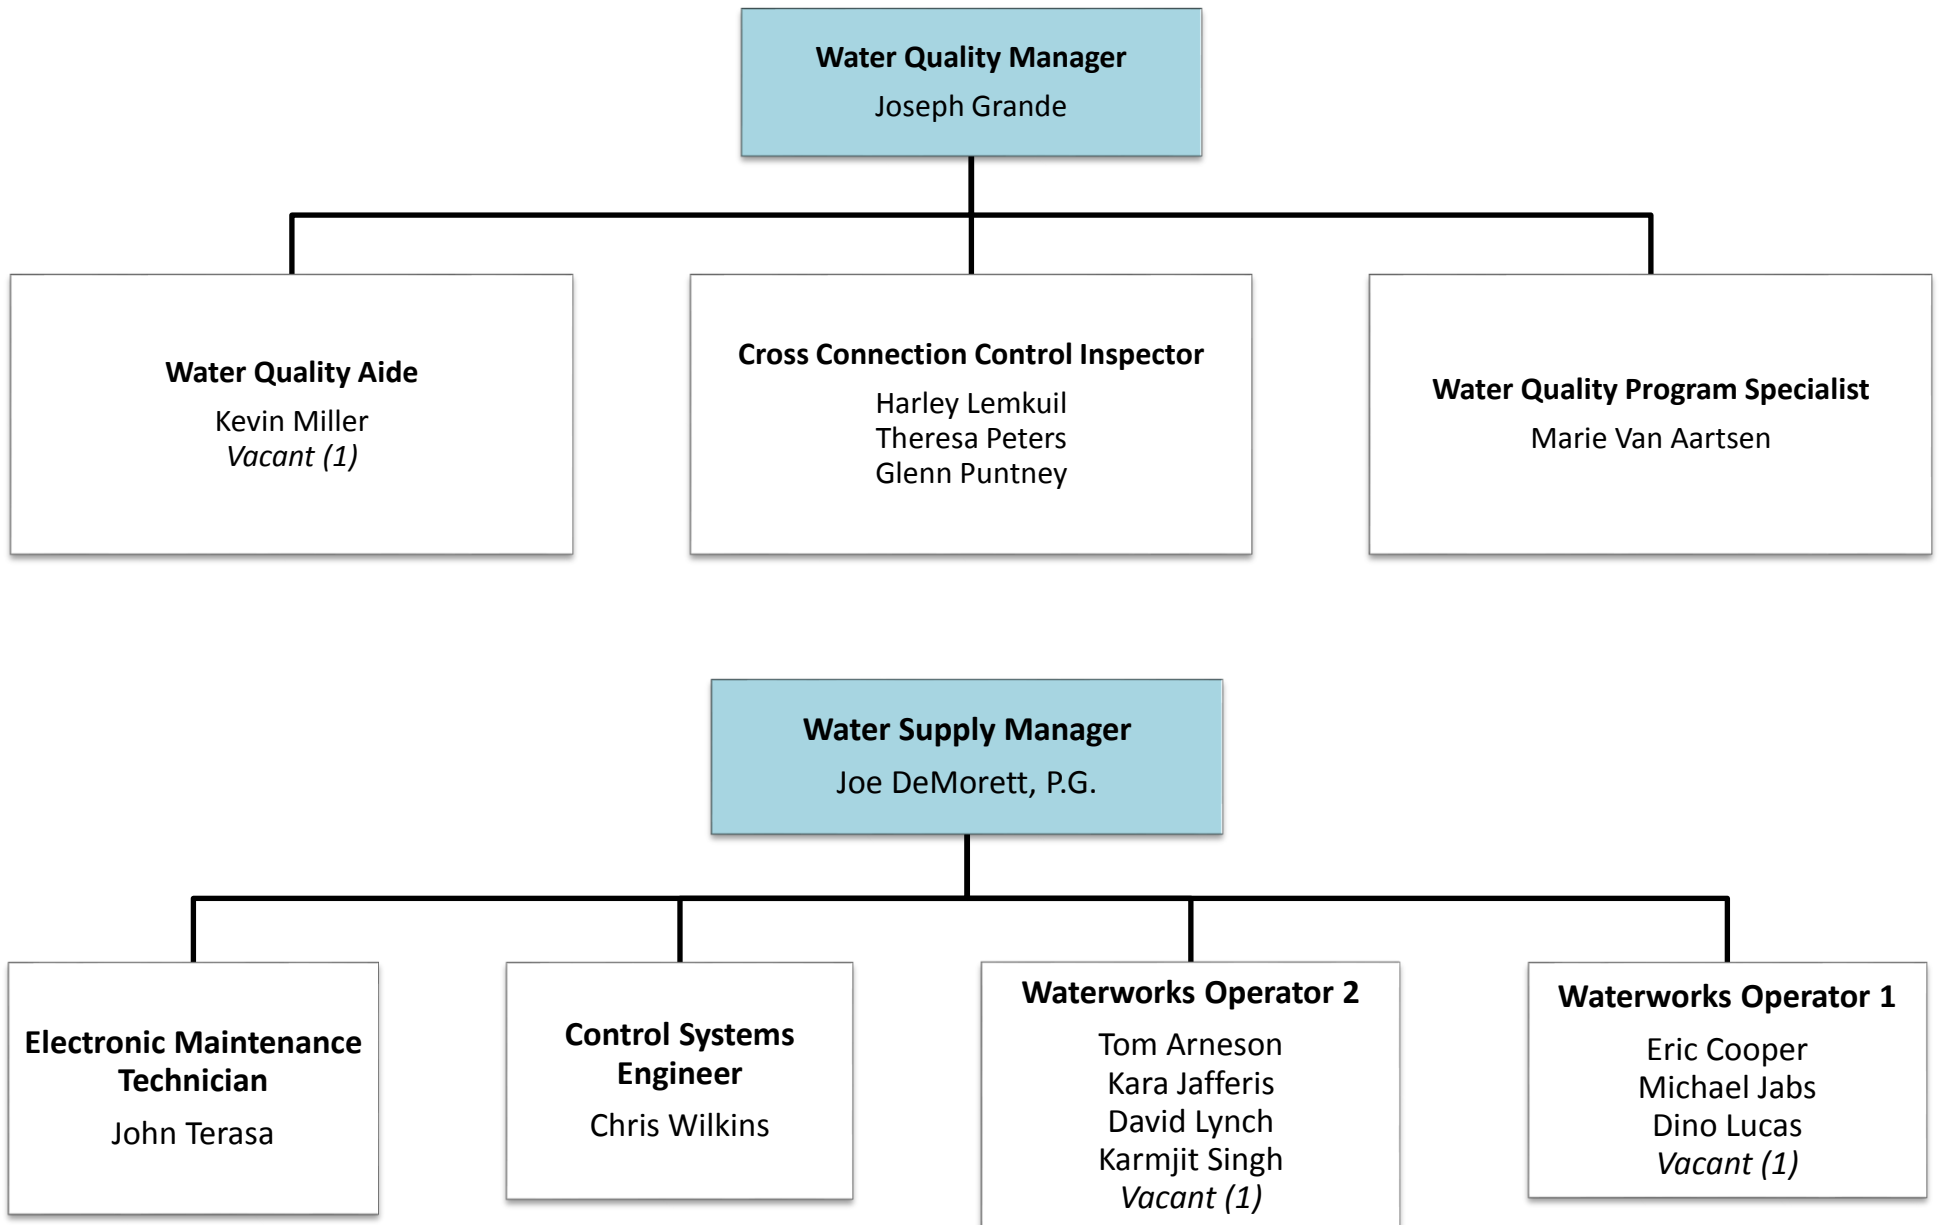 Water Quality Manager
Joseph Grande
Water Quality Aide
Kevin Miller
Vacant (1)
Cross Connection Control Inspector
Harley Lemkuil
Theresa Peters
Glenn Puntney
Water Quality Program Specialist
Marie Van Aartsen
Water Supply Manager
Joe DeMorett, P.G.
Electronic Maintenance
Technician
John Terasa
Control Systems
Engineer
Chris Wilkins
Waterworks Operator 2
Tom Arneson
Kara Jafferis
David Lynch
Karmjit Singh
Vacant (1)
Waterworks Operator 1
Eric Cooper
Michael Jabs
Dino Lucas
Vacant (1)